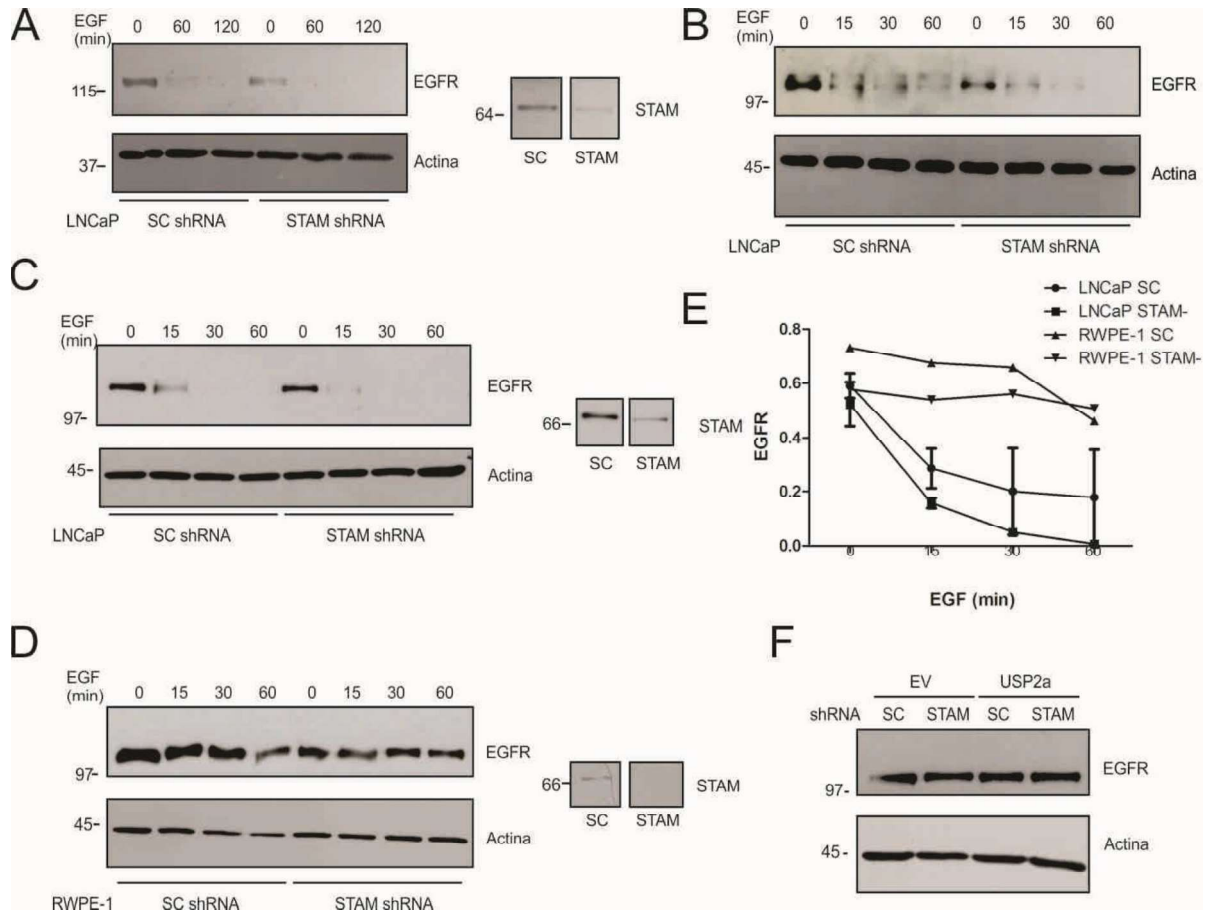 A
EGF (min) 0 60 120 0 60 120
115-
EGFR
37-
Actina
LNCaP SC shRNA STAM shRNA
64-
STAM
SC STAM
B
EGF (min) 0 15 30 60 0 15 30 60
97-
EGFR
45-
Actina
LNCaP SC shRNA STAM shRNA
C
EGF (min) 0 15 30 60 0 15 30 60
EGFR
97-
45-
Actina
LNCaP SC shRNA STAM shRNA
66-
STAM
SC STAM
E
LNCaP SC
LNCaP STAM-
RWPE-1 SC
RWPE-1 STAM-
EGFR
0.8
0.6
0.4
0.2
0.0
0 15 30 60
EGF (min)
D
EGF (min) 0 15 30 60 0 15 30 60
EGFR
97-
45-
Actina
RWPE-1 SC shRNA STAM shRNA
66-
STAM
SC STAM
F
EV USP2a
shRNA SC STAM SC STAM
EGFR
97-
45-
Actina